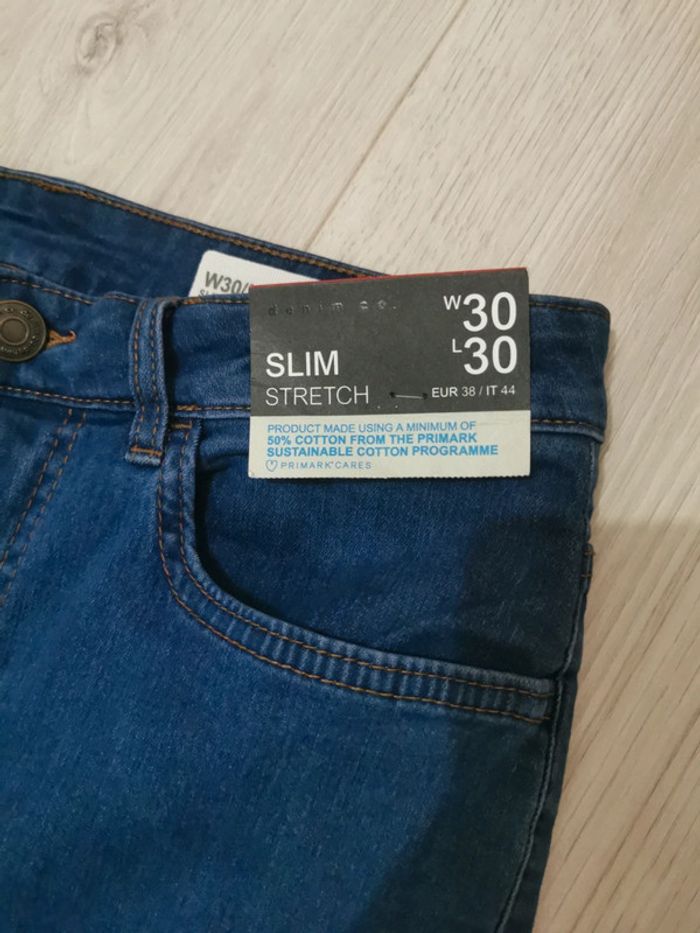 W30/
denim co.
W30
L30
SLIM
STRETCH
EUR 38 / IT 44
PRODUCT MADE USING A MINIMUM OF
50% COTTON FROM THE PRIMARK
SUSTAINABLE COTTON PROGRAMME
PRIMARK CARES